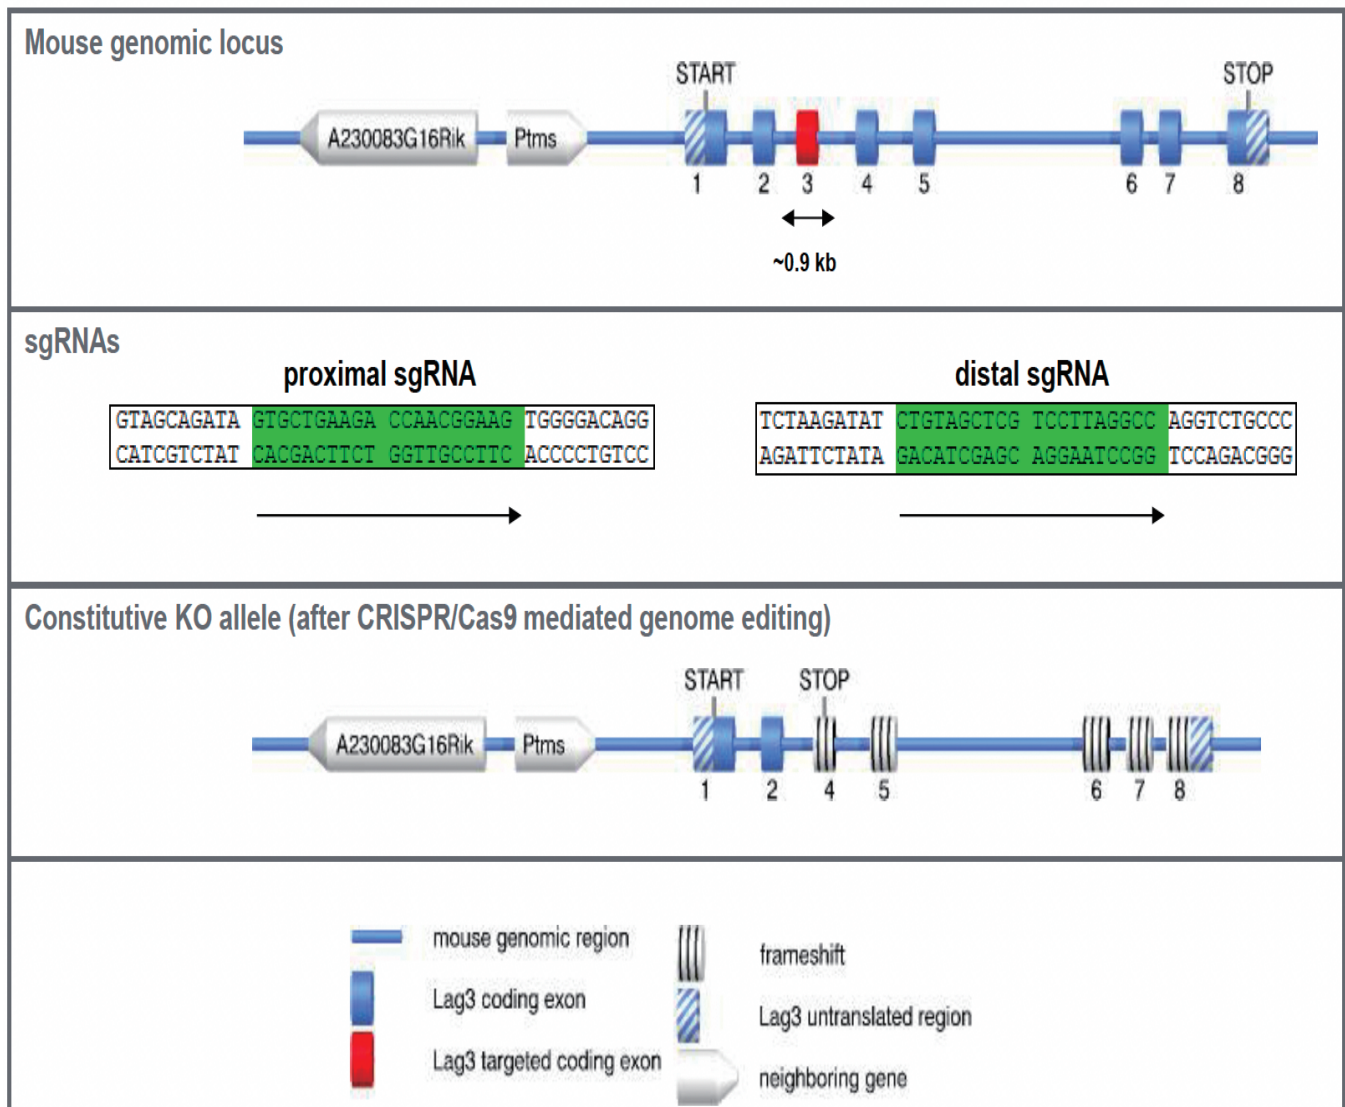 Mouse genomic locus
START STOP
A230083G16Rik Ptms
1 2 3 4 5 6 7 8
~0.9 kb
sgRNAs
proximal sgRNA distal sgRNA
GTAGCAGATA GTGCTGAAGA CCAACGGAAG TGGGGACAGG
CATCGTCTAT CACGACTTCT GGTTGCCTTC ACCCCTGTCC
TCTAAGATAT CTGTAGCTCG TCCTTAGGCC AGGTCTGCCC
AGATTCTATA GACATCGAGC AGGAATCCGG TCCAGACGGG
Constitutive KO allele (after CRISPR/Cas9 mediated genome editing)
START STOP
A230083G16Rik Ptms
1 2 4 5 6 7 8
mouse genomic region
Lag3 coding exon
Lag3 targeted coding exon
frameshift
Lag3 untranslated region
neighboring gene